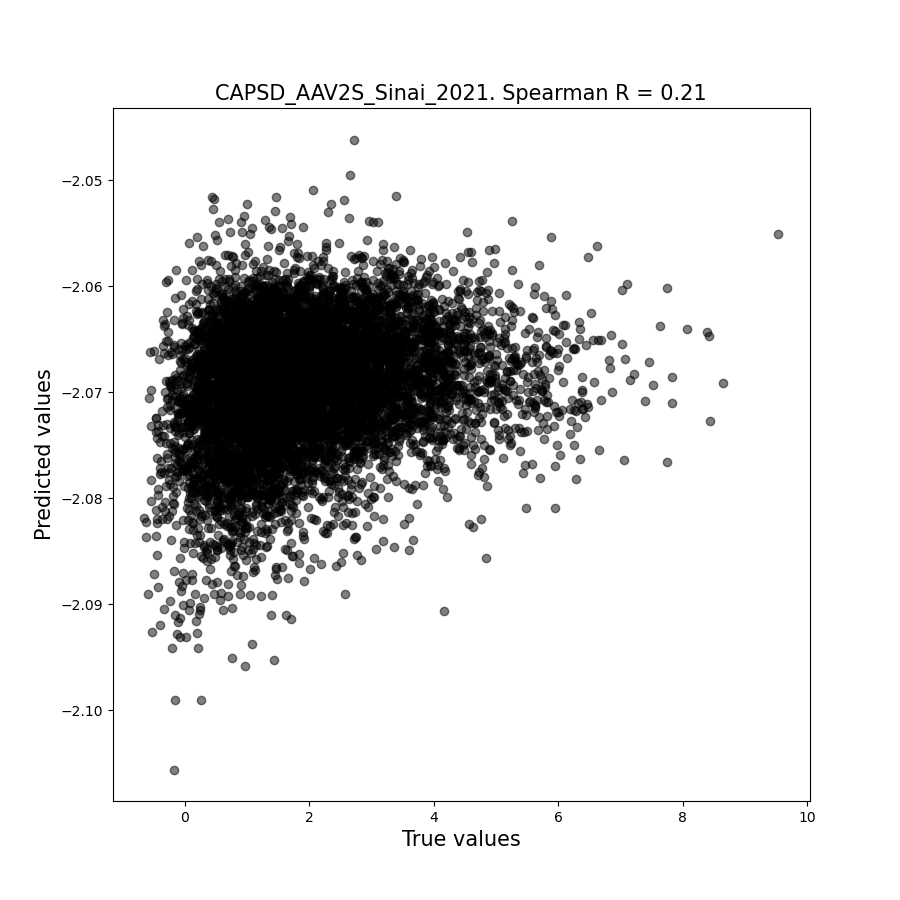 CAPSD_AAV2S_Sinai_2021. Spearman R = 0.21
Predicted values
−2.05
−2.06
−2.07
−2.08
−2.09
−2.10
0 2 4 6 8 10
True values